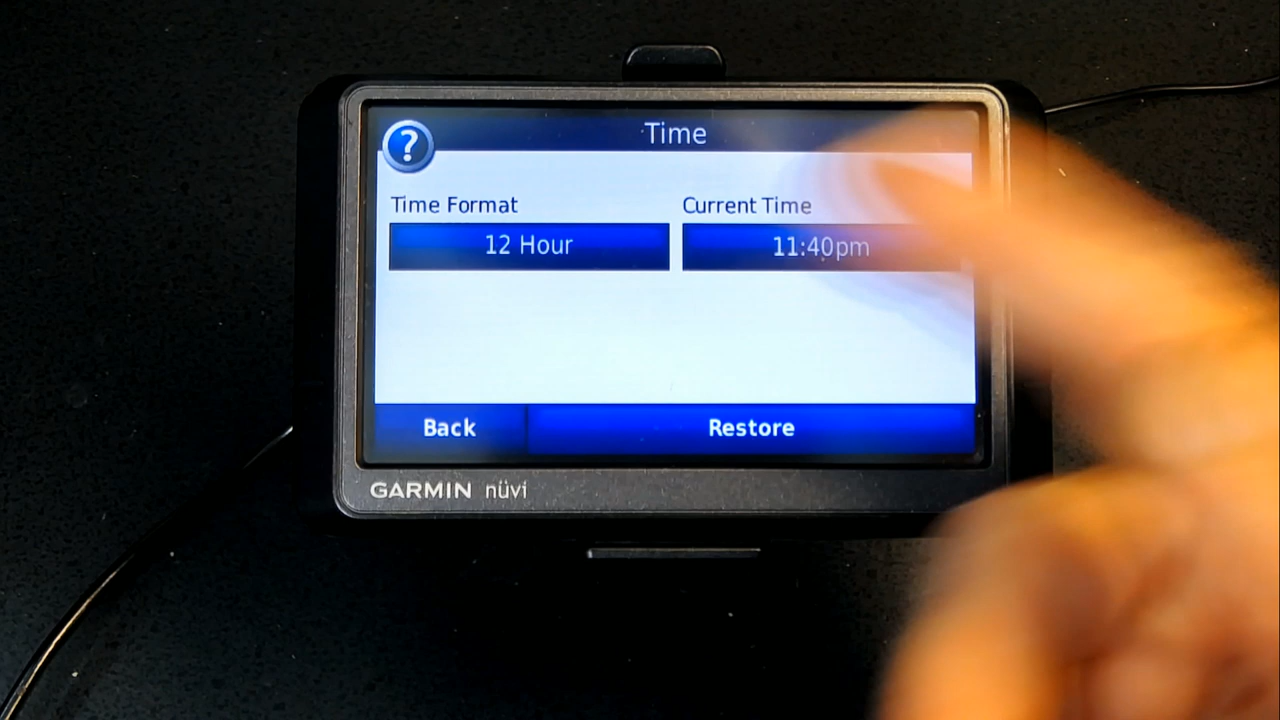 ?
Time
Time Format
Current Time
12 Hour
11:40pm
Back
Restore
GARMIN nüvi